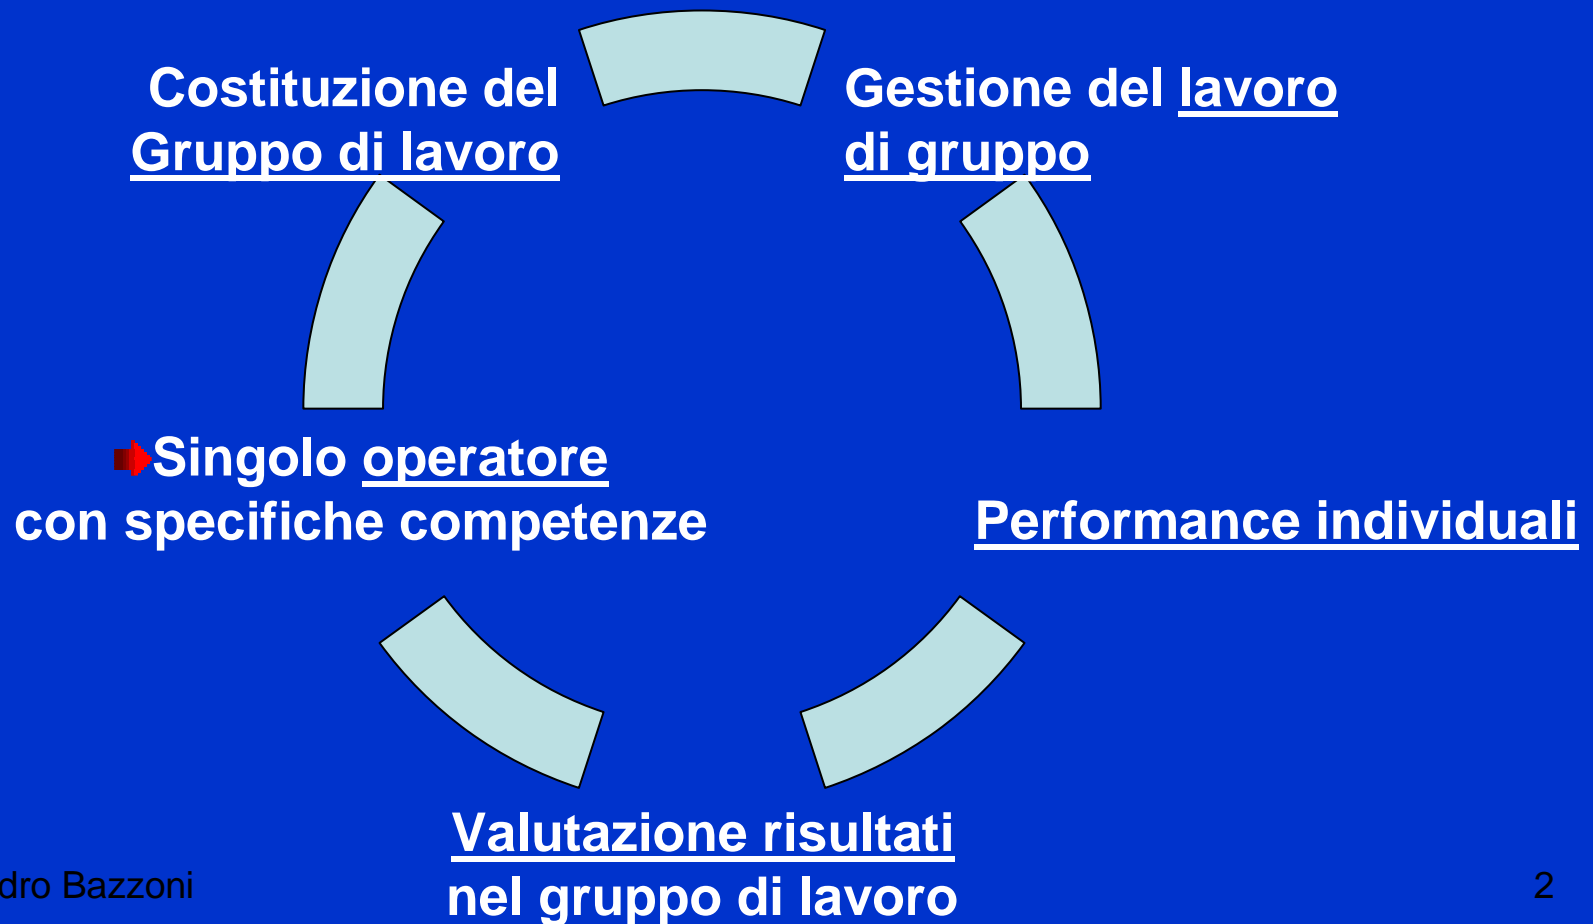 Costituzione del
Gruppo di lavoro
Gestione del lavoro
di gruppo
Singolo operatore
con specifiche competenze
Performance individuali
Valutazione risultati
nel gruppo di lavoro
dro Bazzoni
2